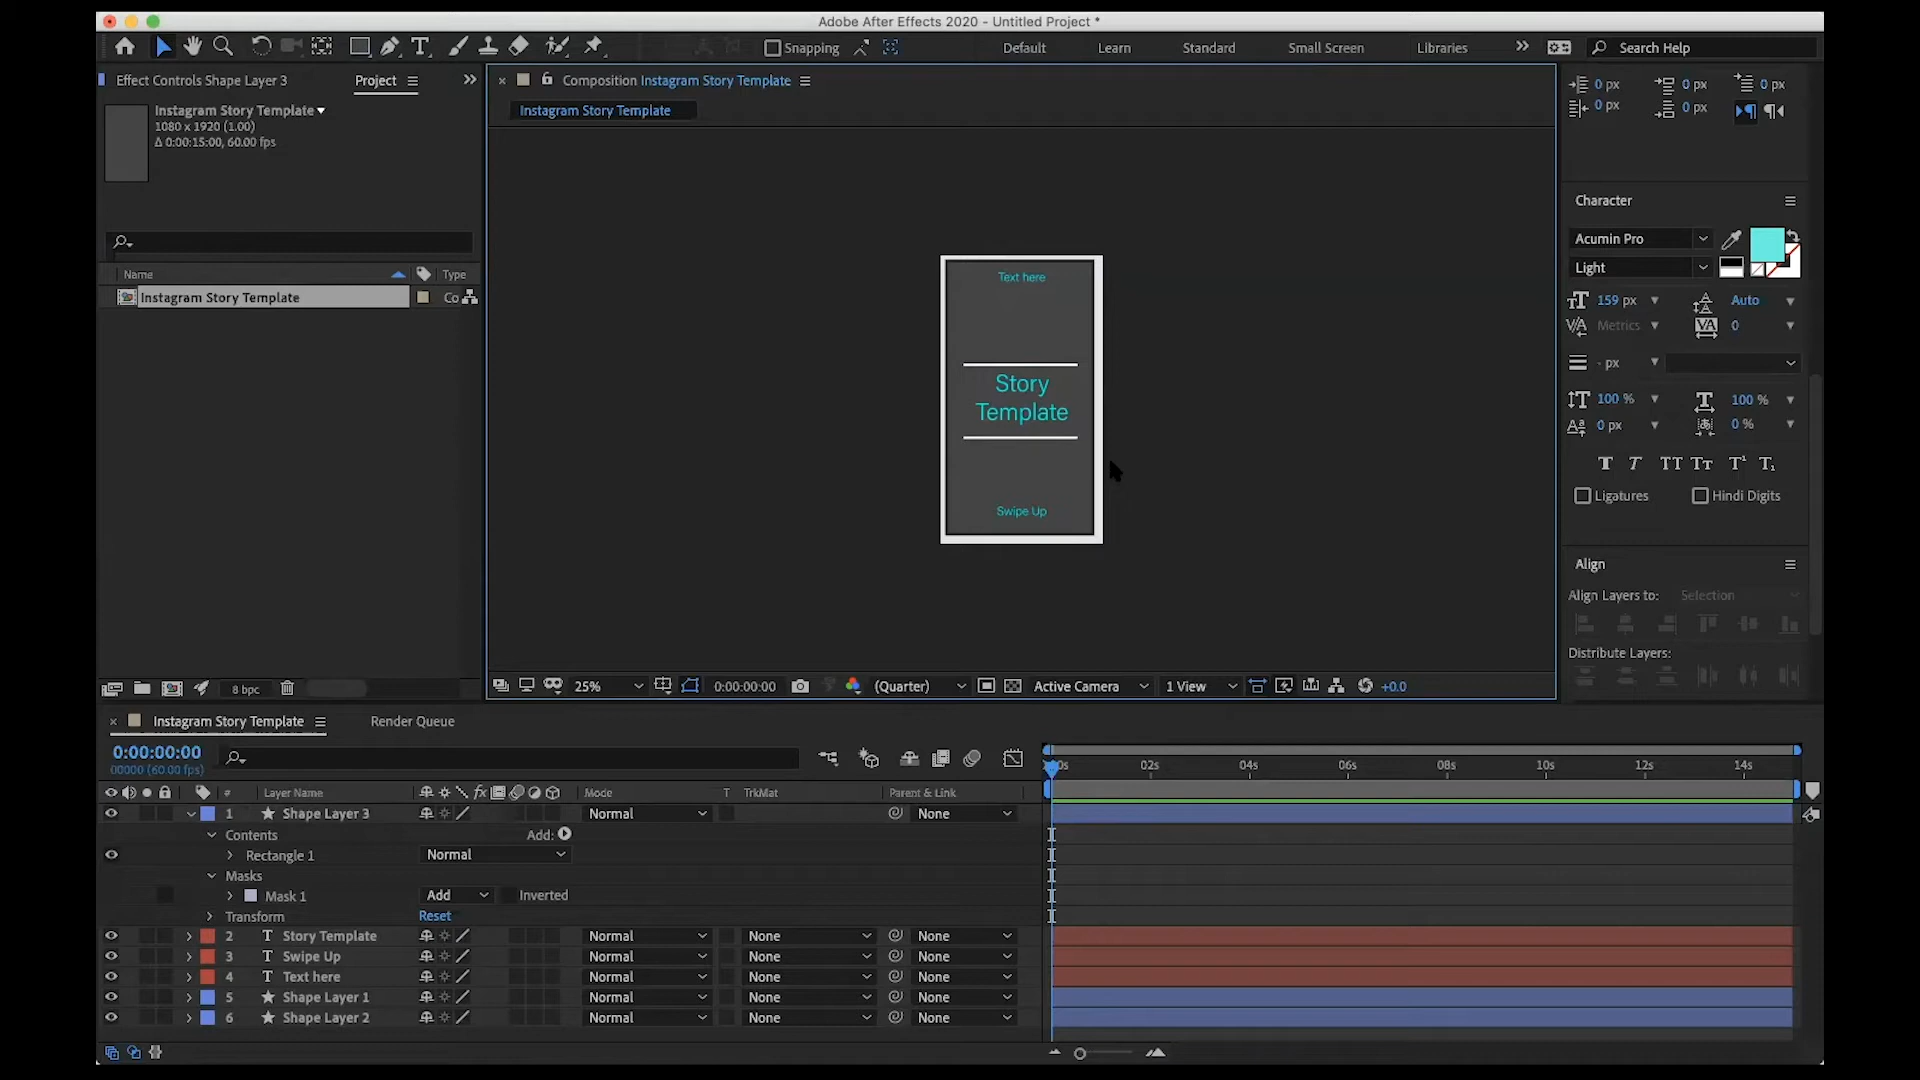 Adobe After Effects 2020 - Untitled Project *
Snapping
Default
Learn
Standard
Small Screen
Libraries
Search Help
Effect Controls Shape Layer 3
Project
Composition Instagram Story Template
Instagram Story Template
Instagram Story Template
1080 x 1920 (1.00)
Δ 0:00:15:00, 60.00 fps
Name
Type
Instagram Story Template
Co
8 bpc
Text here
Story
Template
Swipe Up
25%
0:00:00:00
(Quarter)
Active Camera
1 View
+0.0
0 px
0 px
0 px
0 px
0 px
Character
Acumin Pro
Light
159 px
Auto
Metrics
0
- px
100 %
100 %
0 px
0 %
Ligatures
Hindi Digits
Align
Align Layers to:
Selection
Distribute Layers:
Instagram Story Template
Render Queue
0:00:00:00
00000 (60.00 fps)
02s
04s
06s
08s
10s
12s
14s
#
Layer Name
Mode
T
TrkMat
Parent & Link
1
Shape Layer 3
Normal
None
Contents
Add:
Rectangle 1
Normal
Masks
Mask 1
Add
Inverted
Transform
Reset
2
T
Story Template
Normal
None
None
3
T
Swipe Up
Normal
None
None
4
T
Text here
Normal
None
None
5
Shape Layer 1
Normal
None
None
6
Shape Layer 2
Normal
None
None